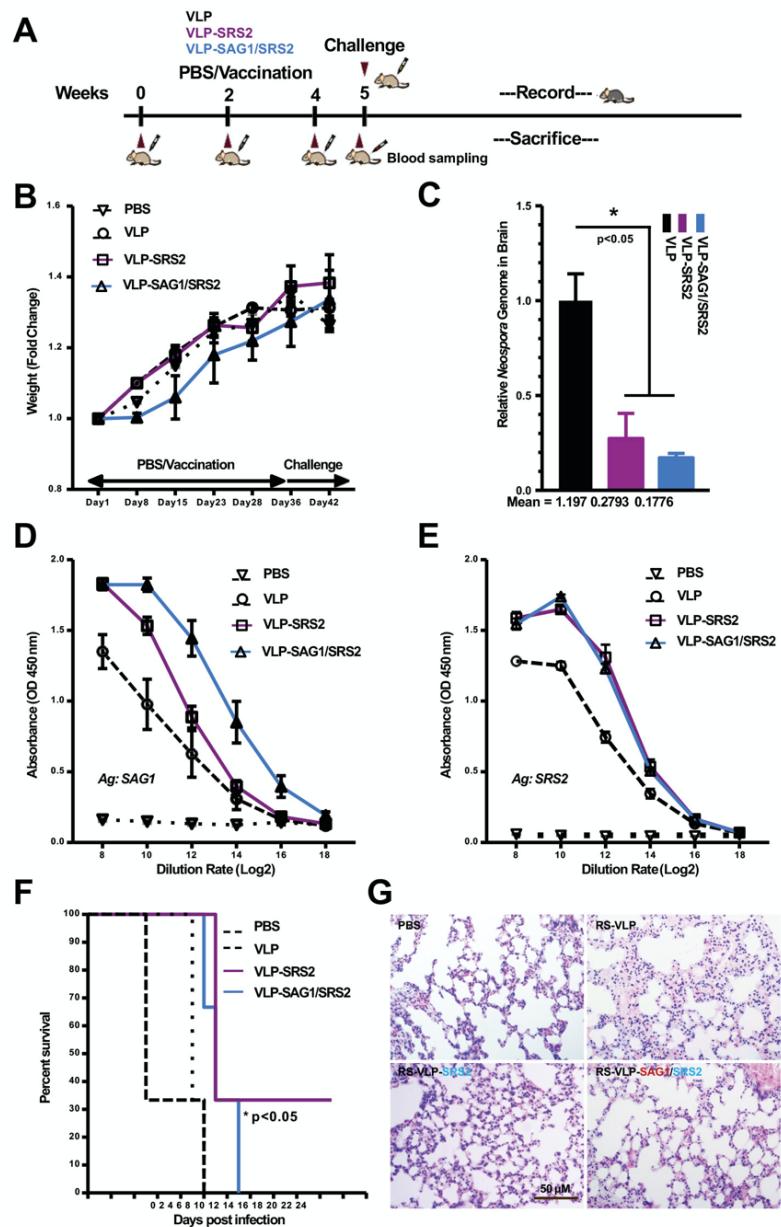 A
VLP
VLP-SRS2
VLP-SAG1/SRS2
Challenge
PBS/Vaccination
Weeks 0 2 4 5 ---Record---
Blood sampling ---Sacrifice---
B
Weight (Fold Change)
1.6
1.4
1.2
1.0
0.8
PBS
VLP
VLP-SRS2
VLP-SAG1/SRS2
PBS/Vaccination Challenge
Day1 Day8 Day15 Day23 Day28 Day36 Day42
C
Relative Neospora Genome in Brain
1.5
1.0
0.5
0.0
*
p<0.05
VLP
VLP-SRS2
VLP-SAG1/SRS2
Mean = 1.197 0.2793 0.1776
D
Absorbance (OD 450 nm)
2.0
1.5
1.0
0.5
0.0
PBS
VLP
VLP-SRS2
VLP-SAG1/SRS2
Ag: SAG1
8 10 12 14 16 18
Dilution Rate (Log2)
E
Absorbance (OD 450 nm)
2.0
1.5
1.0
0.5
0.0
PBS
VLP
VLP-SRS2
VLP-SAG1/SRS2
Ag: SRS2
8 10 12 14 16 18
Dilution Rate (Log2)
F
Percent survival
100
90
80
70
60
50
40
30
20
10
0
PBS
VLP
VLP-SRS2
VLP-SAG1/SRS2
* p<0.05
0 2 4 6 8 10 12 14 16 18 20 22 24
Days post infection
G
PBS
RS-VLP
RS-VLP-SRS2
RS-VLP-SAG1/SRS2
50 µM